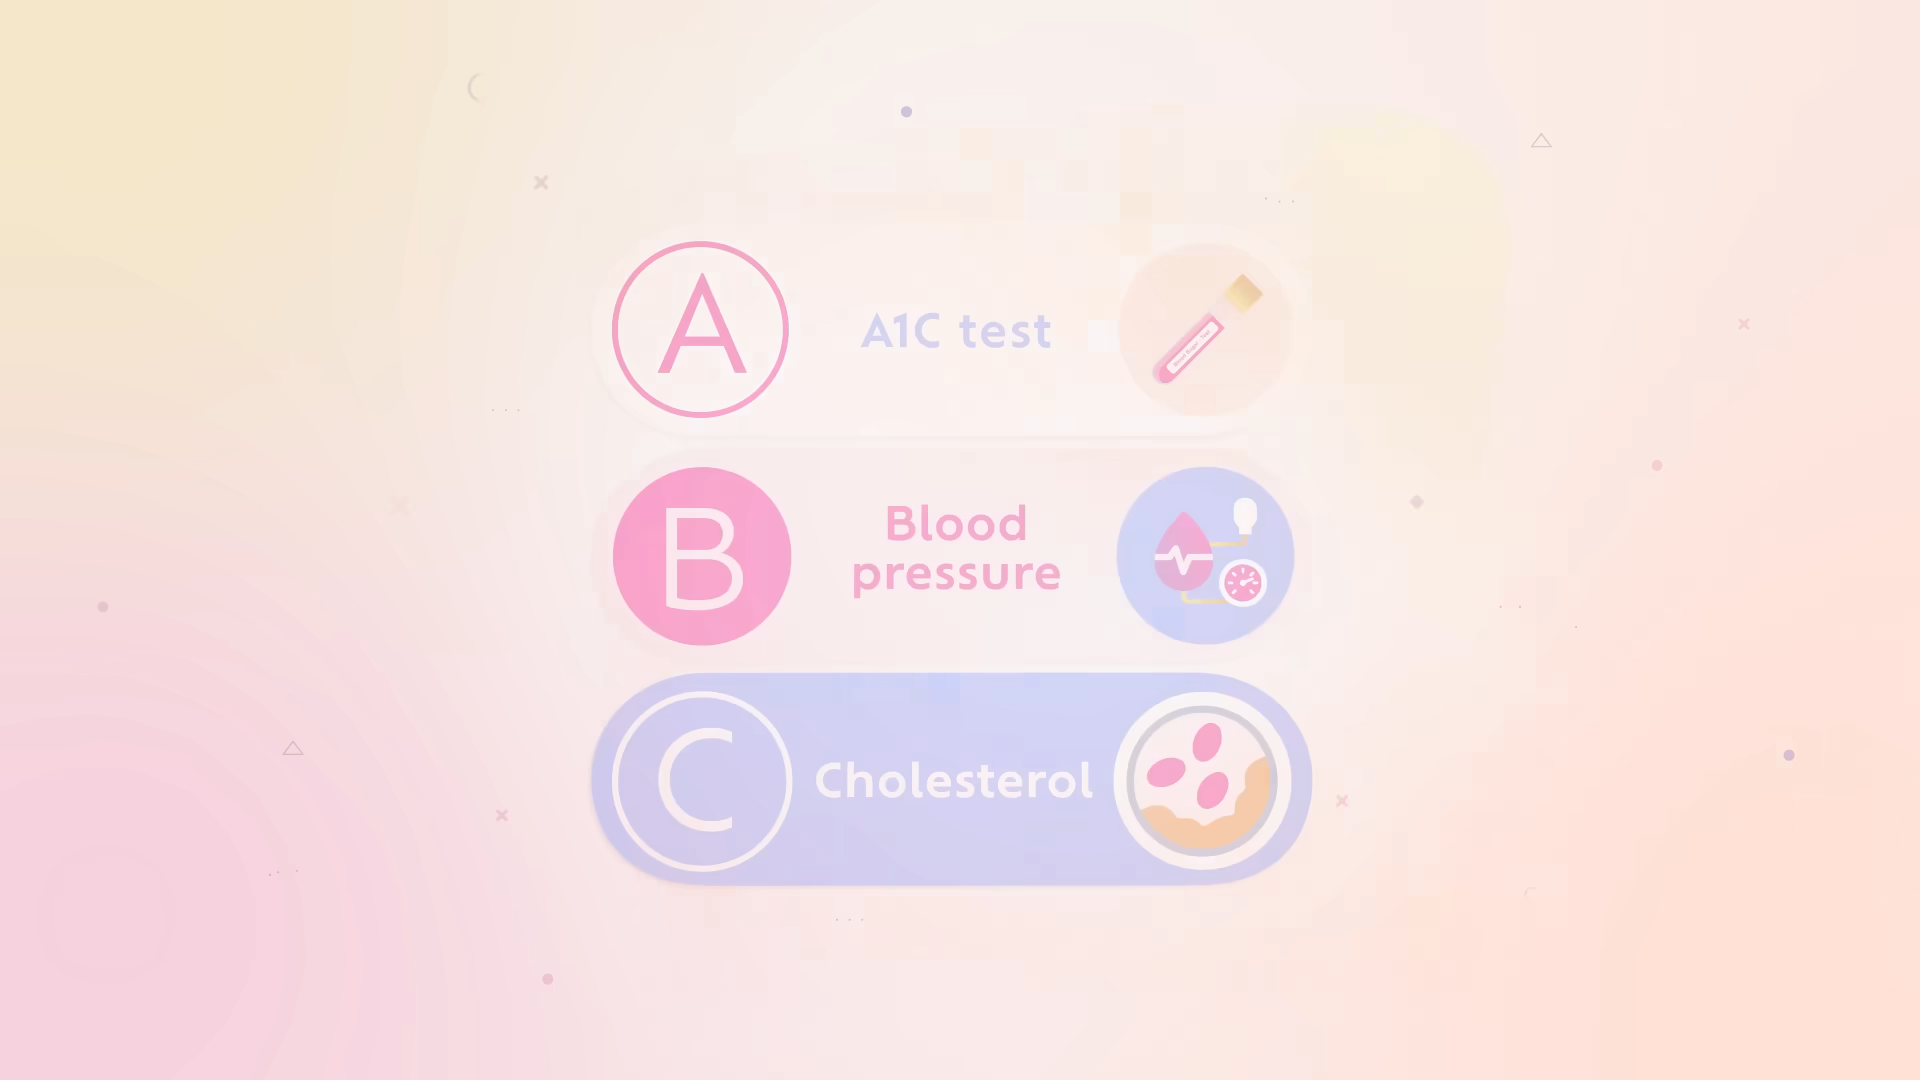 A
A1C test
B
Blood
pressure
C
Cholesterol